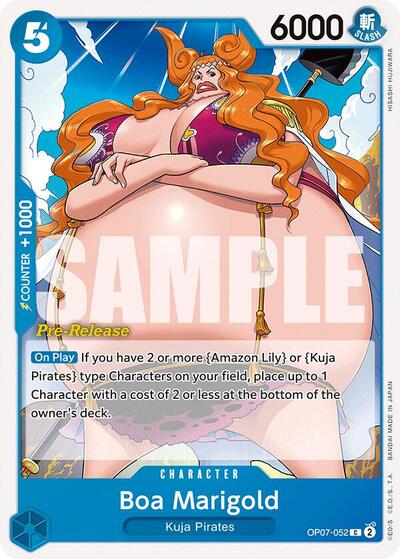 5
6000
斬
SLASH
HISASHI FUJIWARA
COUNTER +1000
SAMPLE
Pre-Release
On Play If you have 2 or more {Amazon Lily} or {Kuja
Pirates} type Characters on your field, place up to 1
Character with a cost of 2 or less at the bottom of the
owner's deck.
CHARACTER
Boa Marigold
Kuja Pirates
OP07-052 C 2
©E.O./S. ©E.O./S., T.A. BANDAI MADE IN JAPAN